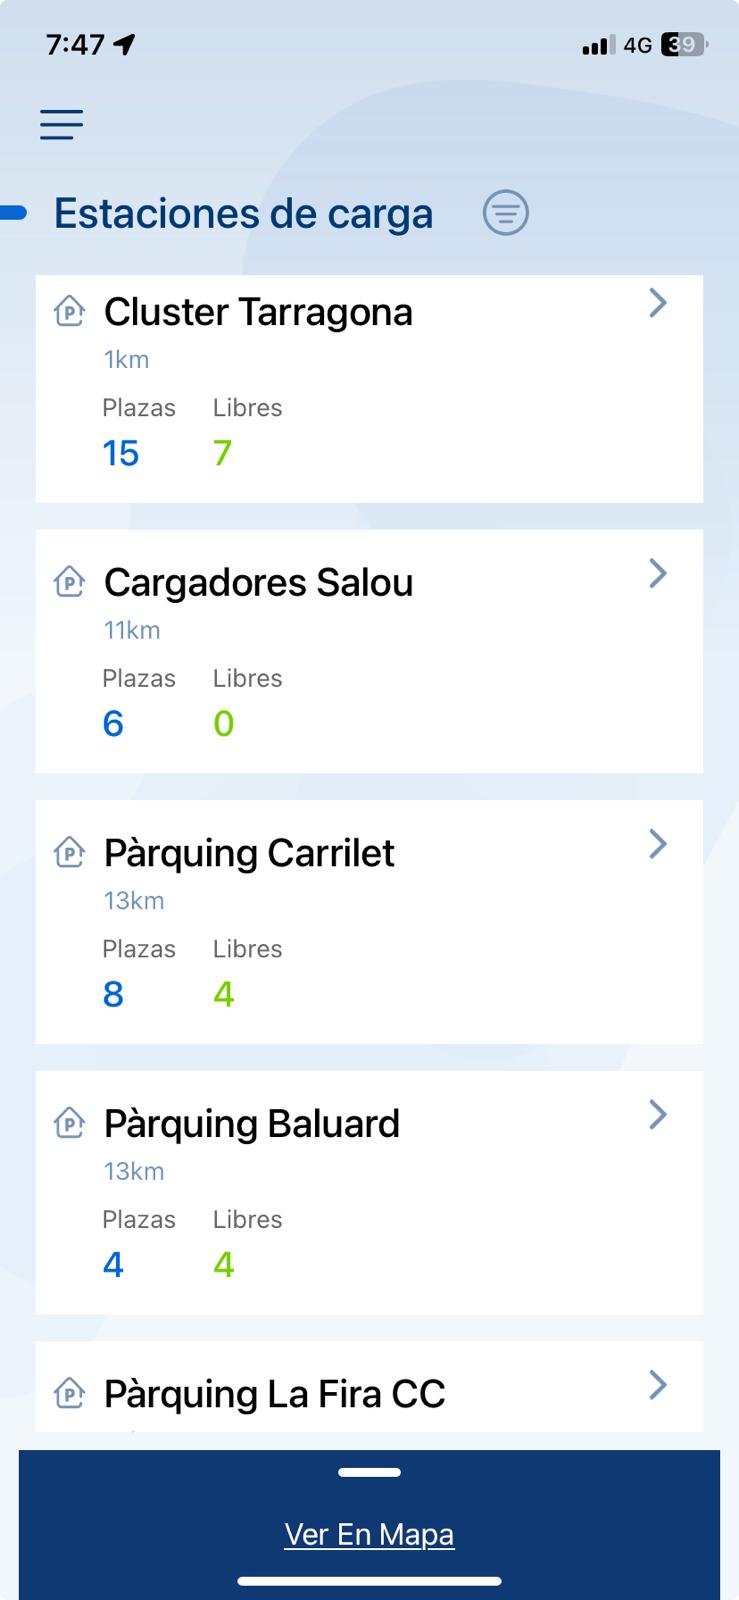 7:47 4G 39
Estaciones de carga
Cluster Tarragona
1km
Plazas Libres
15 7
Cargadores Salou
11km
Plazas Libres
6 0
Pàrquing Carrilet
13km
Plazas Libres
8 4
Pàrquing Baluard
13km
Plazas Libres
4 4
Pàrquing La Fira CC
Ver En Mapa